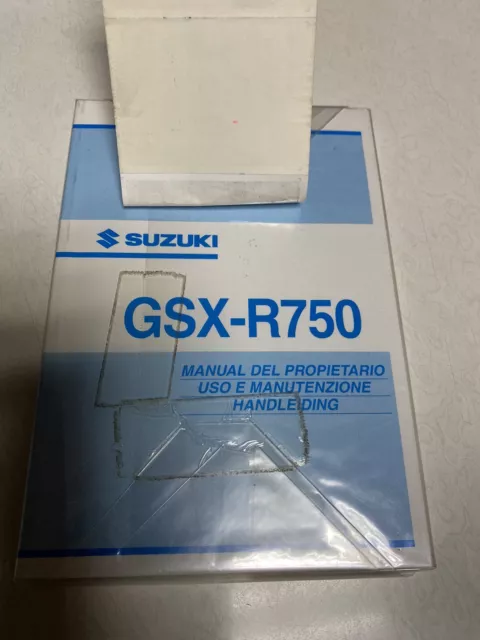 SUZUKI
GSX-R750
MANUAL DEL PROPIETARIO
USO E MANUTENZIONE
HANDLEIDING